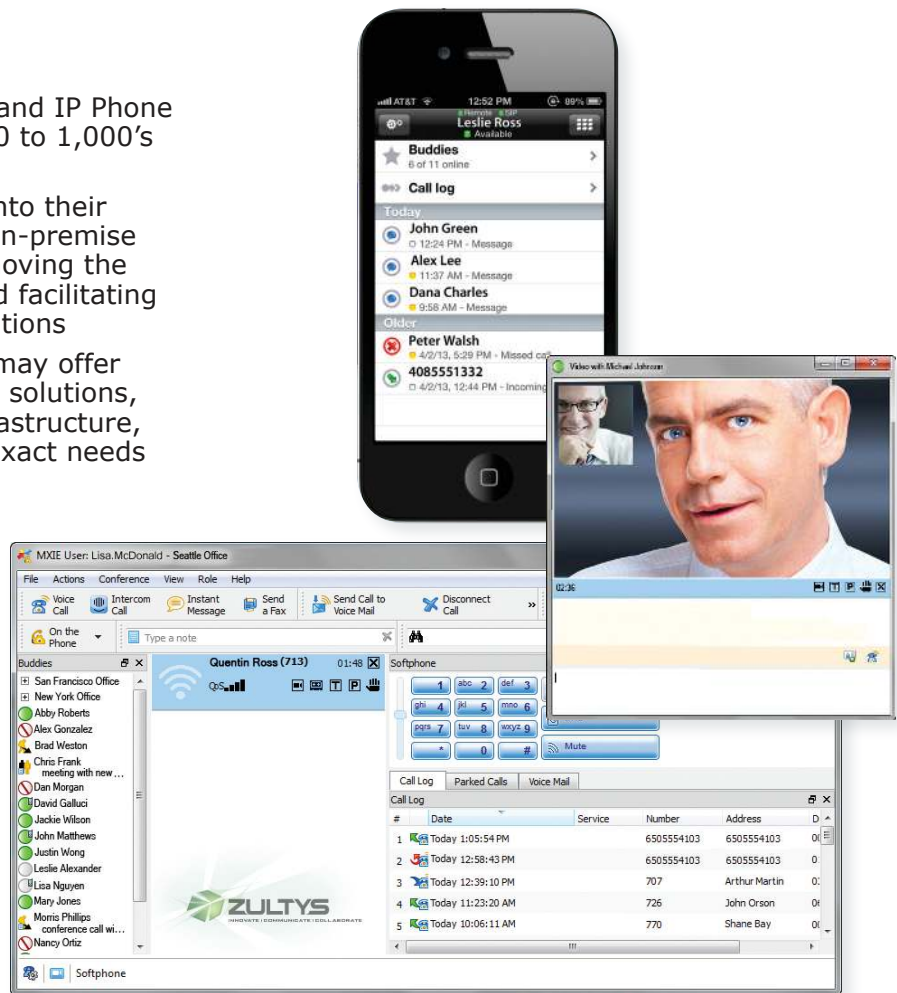 and IP Phone
0 to 1,000's
nto their
n-premise
oving the
d facilitating
tions
may offer
solutions,
astructure,
exact needs
AT&T 12:52 PM 89%
Remote SIP
Leslie Ross
Available
Buddies
6 of 11 online
Call log
Today
John Green
12:24 PM - Message
Alex Lee
11:37 AM - Message
Dana Charles
9:58 AM - Message
Older
Peter Walsh
4/2/13, 5:29 PM - Missed call
4085551332
4/2/13, 12:44 PM - Incoming
Video with Michael Johnson
02:36
T P
MXIE User: Lisa.McDonald - Seattle Office
File Actions Conference View Role Help
Voice Call
Intercom Call
Instant Message
Send a Fax
Send Call to Voice Mail
Disconnect Call
»
On the Phone
Type a note
Buddies
San Francisco Office
New York Office
Abby Roberts
Alex Gonzalez
Brad Weston
Chris Frank
meeting with new ...
Dan Morgan
David Galluci
Jackie Wilson
John Matthews
Justin Wong
Leslie Alexander
Lisa Nguyen
Mary Jones
Morris Phillips
conference call wi...
Nancy Ortiz
Quentin Ross (713) 01:48
QoS
T P
ZULTYS
INNOVATE | COMMUNICATE | COLLABORATE
Softphone
1 abc 2 def 3
ghi 4 jkl 5 mno 6
pqrs 7 tuv 8 wxyz 9
* 0 #
Mute
Call Log Parked Calls Voice Mail
Call Log
# Date Service Number Address D
1 Today 1:05:54 PM 6505554103 6505554103
2 Today 12:58:43 PM 6505554103 6505554103
3 Today 12:39:10 PM 707 Arthur Martin
4 Today 11:23:20 AM 726 John Orson
5 Today 10:06:11 AM 770 Shane Bay
Softphone